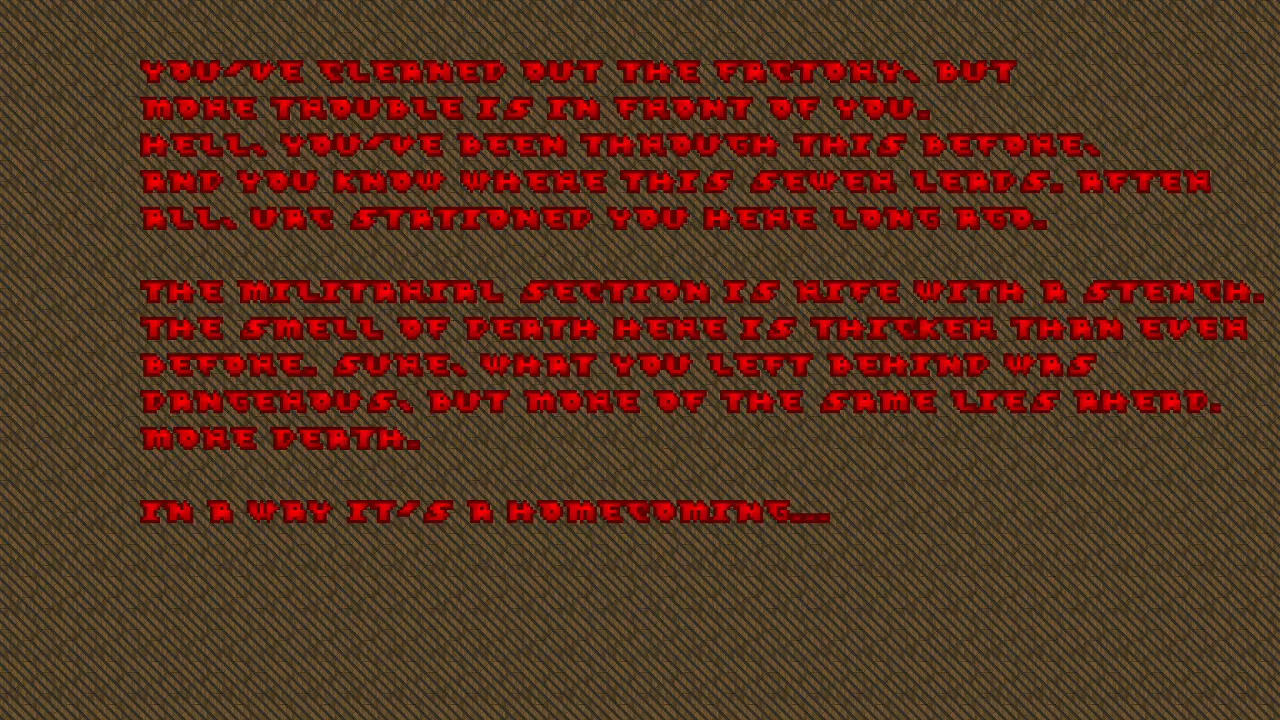 YOU'VE CLEANED OUT THE FACTORY, BUT
MORE TROUBLE IS IN FRONT OF YOU.
HELL, YOU'VE BEEN THROUGH THIS BEFORE,
AND YOU KNOW WHERE THIS SEWER LEADS. AFTER
ALL, UAC STATIONED YOU HERE LONG AGO.

THE MILITARIAL SECTION IS RIFE WITH A STENCH.
THE SMELL OF DEATH HERE IS THICKER THAN EVER
BEFORE. SURE, WHAT YOU LEFT BEHIND WAS
DANGEROUS, BUT MORE OF THE SAME LIES AHEAD.
MORE DEATH.

IN A WAY IT'S A HOMECOMING...